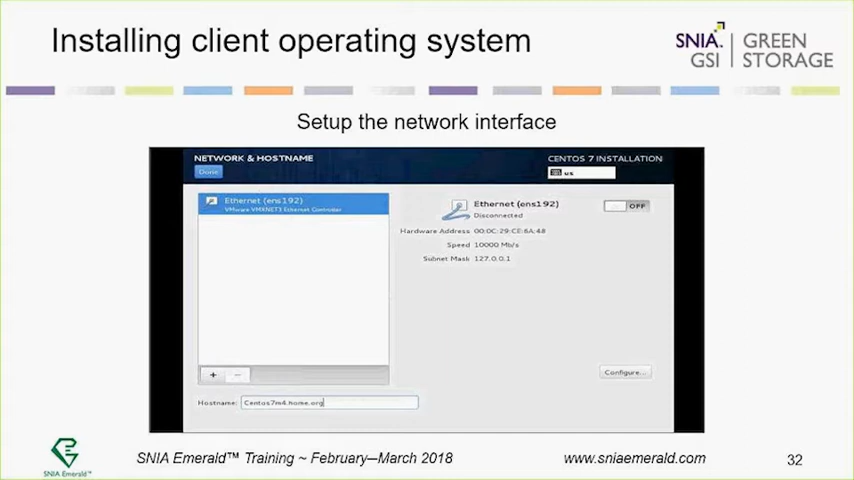 Installing client operating system
SNIA.
GSI
GREEN
STORAGE
Setup the network interface
NETWORK & HOSTNAME
Done
CENTOS 7 INSTALLATION
us
Ethernet (ens192)
VMware VMXNET3 Ethernet Controller
Ethernet (ens192)
Disconnected
OFF
Hardware Address 00:0C:29:CE:6A:48
Speed 10000 Mb/s
Subnet Mask 127.0.0.1
+ −
Configure...
Hostname: Centos7m4.home.org
SNIA Emerald™
SNIA Emerald™ Training ~ February—March 2018
www.sniaemerald.com
32